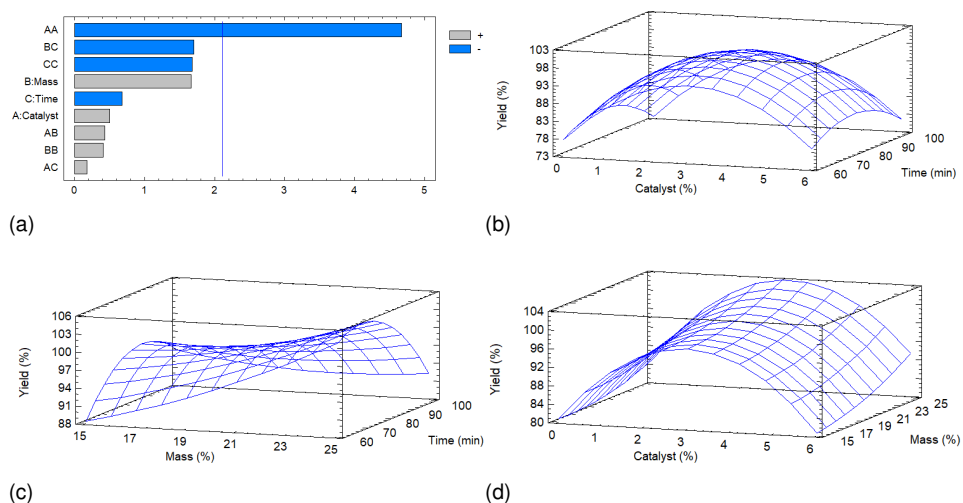 AA
BC
CC
B:Mass
C:Time
A:Catalyst
AB
BB
AC
0 1 2 3 4 5
+
-
(a)
103
98
93
88
83
78
73
Yield (%)
0 1 2 3 4 5 6
Catalyst (%)
60 70 80 90 100
Time (min)
(b)
106
103
100
97
94
91
88
Yield (%)
15 17 19 21 23 25
Mass (%)
60 70 80 90 100
Time (min)
(c)
104
100
96
92
88
84
80
Yield (%)
0 1 2 3 4 5 6
Catalyst (%)
15 17 19 21 23 25
Mass (%)
(d)